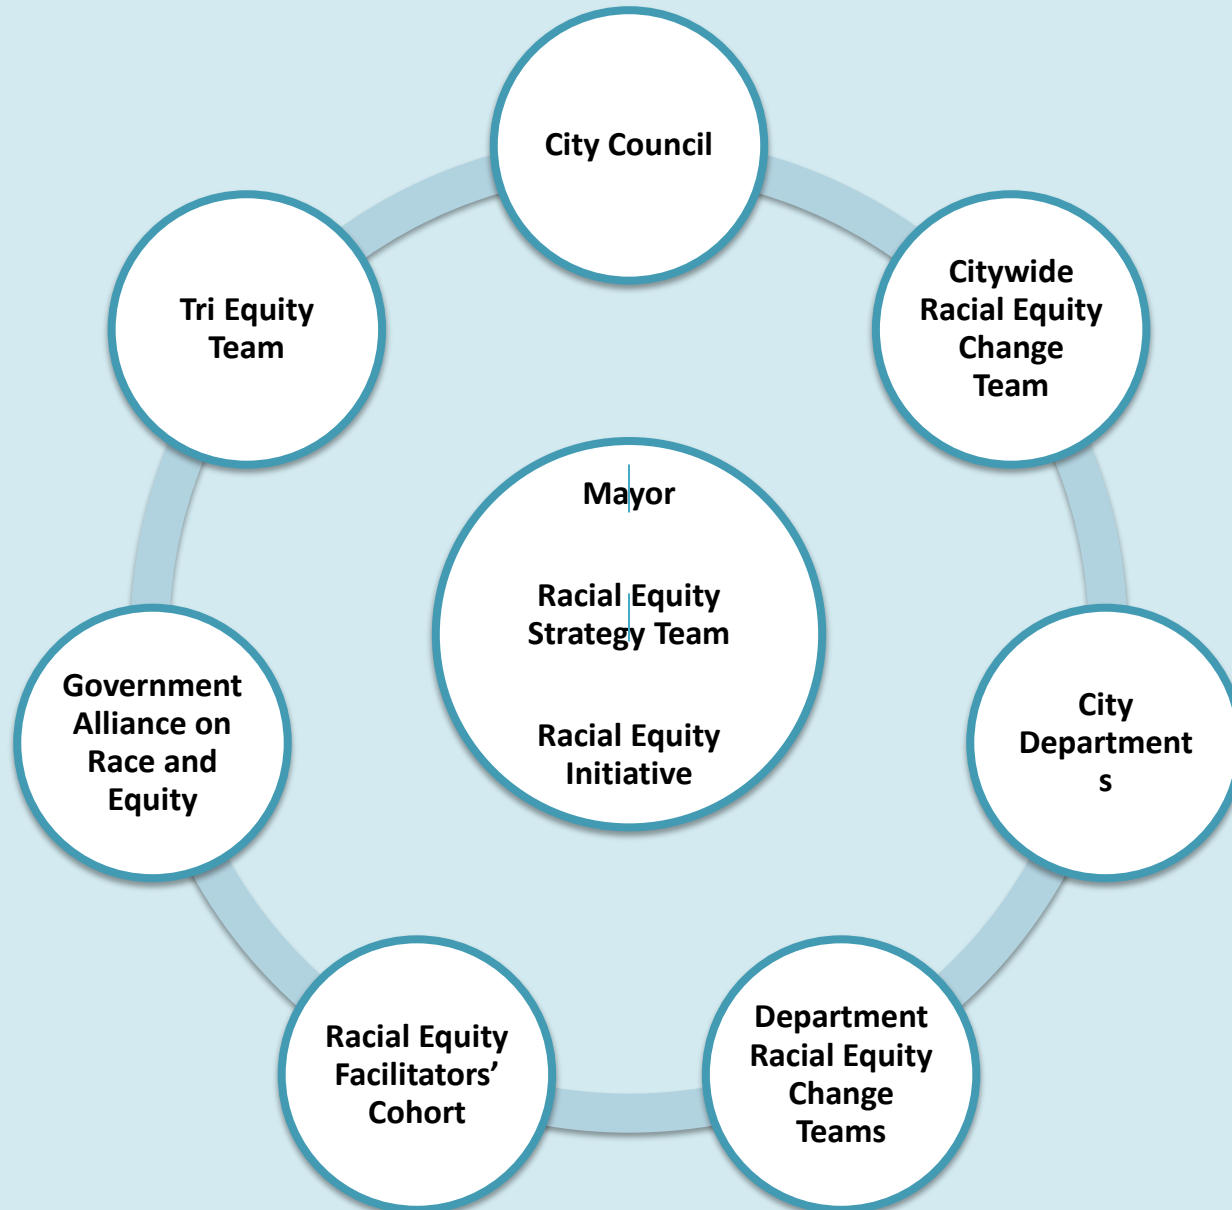 City Council
Citywide
Racial Equity
Change
Team
City
Department
s
Department
Racial Equity
Change
Teams
Racial Equity
Facilitators’
Cohort
Government
Alliance on
Race and
Equity
Tri Equity
Team
Mayor
Racial Equity
Strategy Team
Racial Equity
Initiative